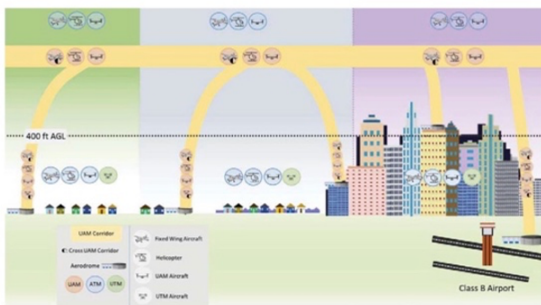 400 ft AGL
UAM Corridor
Cross UAM Corridor
Aerodrome
UAM
ATM
UTM
Fixed Wing Aircraft
Helicopter
UAM Aircraft
UTM Aircraft
Class B Airport